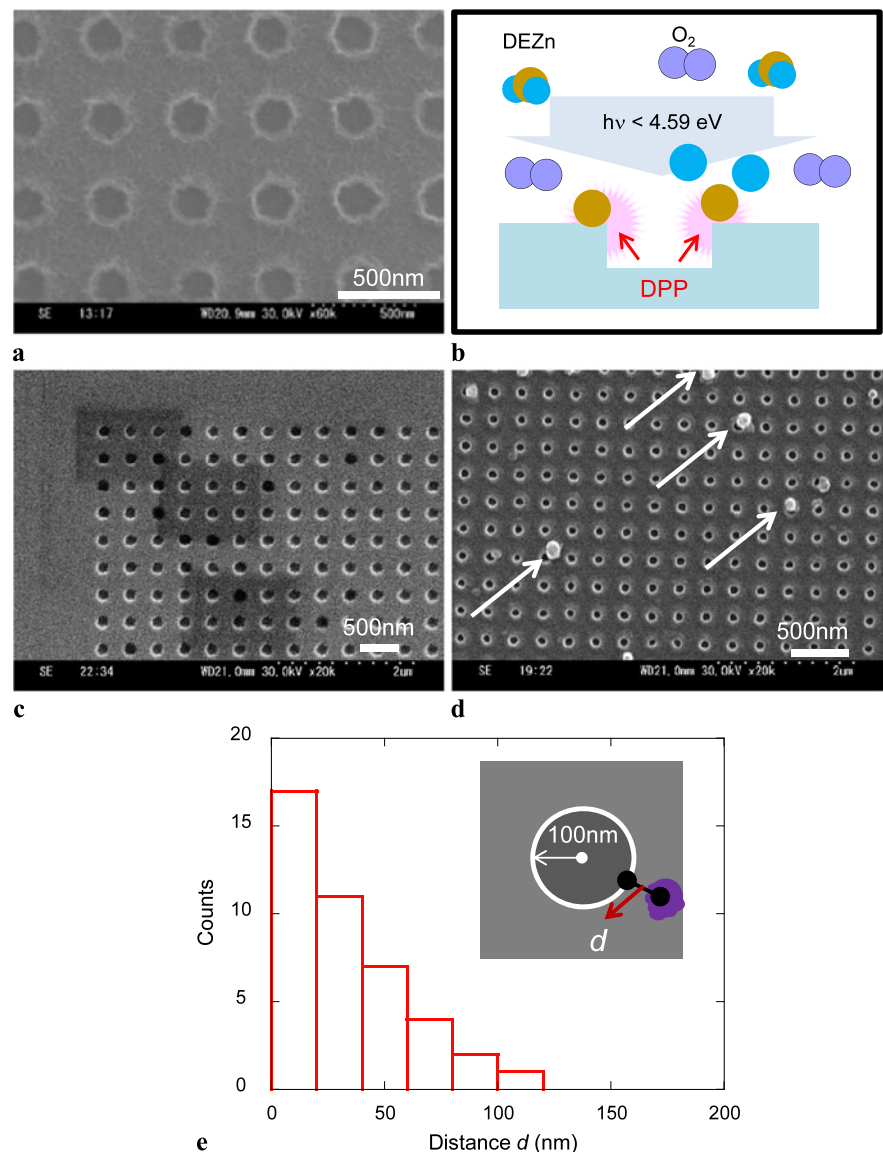 500nm
SE 13:17 WD20.9mm 30.0kV x60k 500nm
a
DEZn
O2
hν < 4.59 eV
DPP
b
500nm
SE 22:34 WD21.0mm 30.0kV x20k 2um
c
500nm
SE 19:22 WD21.0mm 30.0kV x20k 2um
d
20
15
10
5
0
Counts
100nm
d
0 50 100 150 200
Distance d (nm)
e